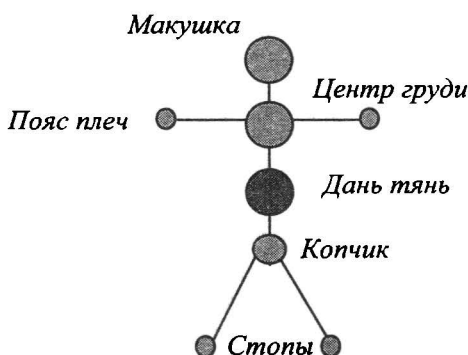 Макушка
Центр груди
Пояс плеч
Дань тянь
Копчик
Стопы